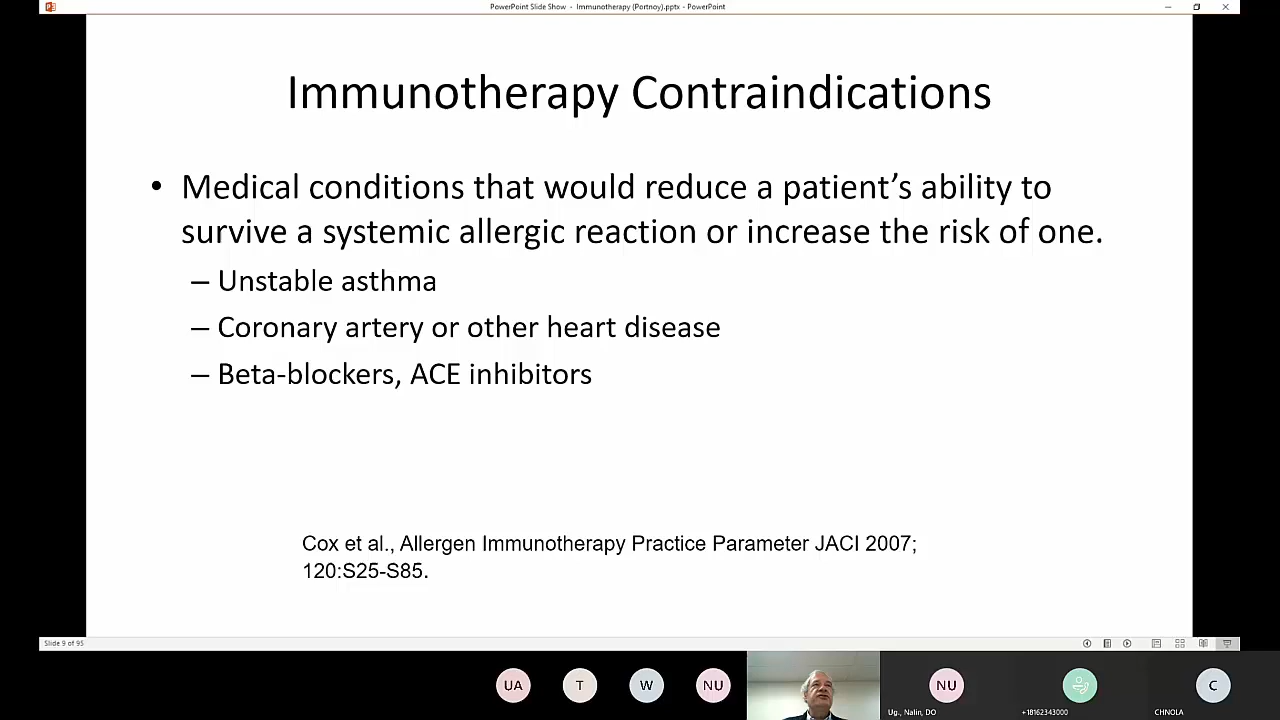 PowerPoint Slide Show - Immunotherapy (Portnoy).pptx - PowerPoint
Immunotherapy Contraindications
• Medical conditions that would reduce a patient’s ability to
survive a systemic allergic reaction or increase the risk of one.
– Unstable asthma
– Coronary artery or other heart disease
– Beta-blockers, ACE inhibitors
Cox et al., Allergen Immunotherapy Practice Parameter JACI 2007;
120:S25-S85.
Slide 9 of 95
UA T W NU NU C
Ug., Nalin, DO +18162343000 CHNOLA